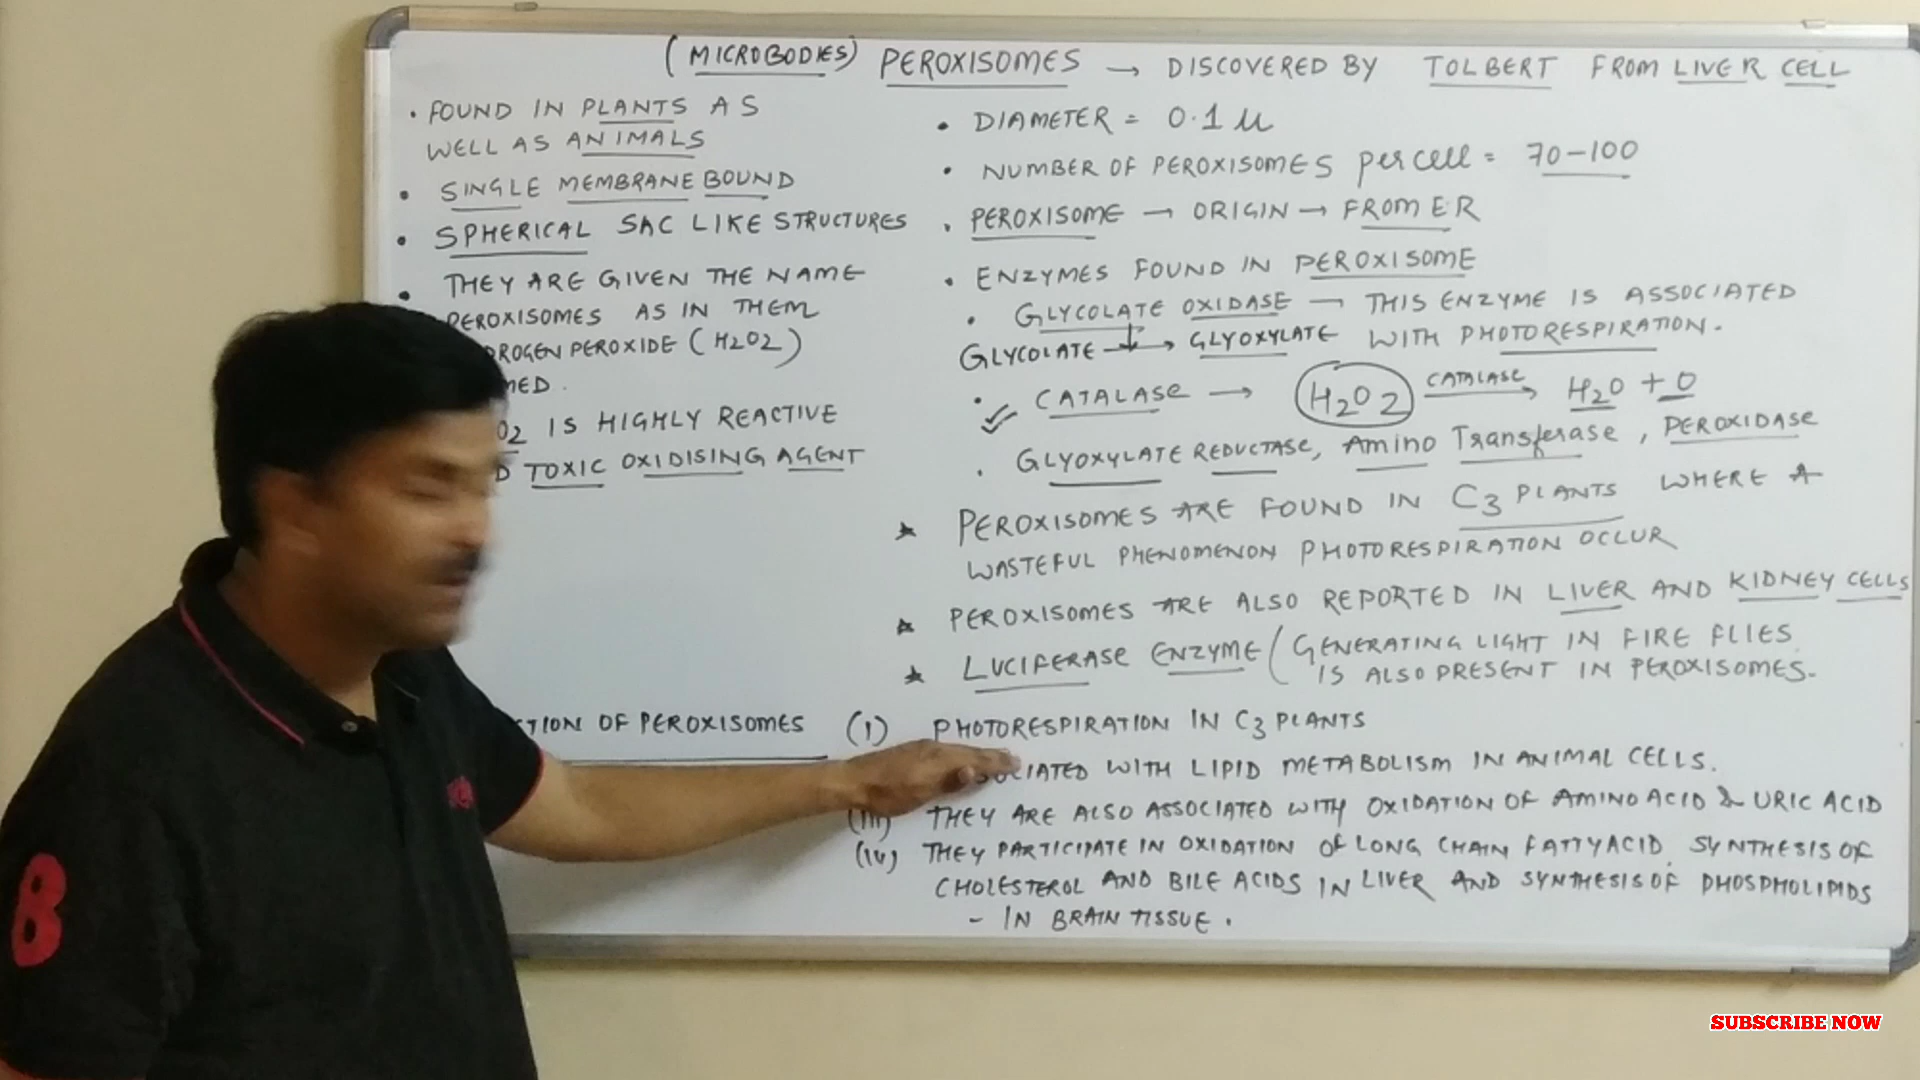 (MICROBODIES) PEROXISOMES → DISCOVERED BY TOLBERT FROM LIVER CELL
• FOUND IN PLANTS AS
WELL AS ANIMALS
• SINGLE MEMBRANE BOUND
• SPHERICAL SAC LIKE STRUCTURES
• THEY ARE GIVEN THE NAME
PEROXISOMES AS IN THEM
ROGEN PEROXIDE (H2O2)
MED.
O2 IS HIGHLY REACTIVE
D TOXIC OXIDISING AGENT
• DIAMETER = 0.1 μ
• NUMBER OF PEROXISOMES per cell = 70-100
• PEROXISOME → ORIGIN → FROM ER
• ENZYMES FOUND IN PEROXISOME
• GLYCOLATE OXIDASE → THIS ENZYME IS ASSOCIATED
GLYCOLATE → GLYOXYLATE WITH PHOTORESPIRATION.
• CATALASE → H2O2 CATALASE → H2O + O
• GLYOXYLATE REDUCTASE, Amino Transferase, PEROXIDASE
★ PEROXISOMES ARE FOUND IN C3 PLANTS WHERE A
WASTEFUL PHENOMENON PHOTORESPIRATION OCCUR
★ PEROXISOMES ARE ALSO REPORTED IN LIVER AND KIDNEY CELLS
★ LUCIFERASE ENZYME (GENERATING LIGHT IN FIRE FLIES
IS ALSO PRESENT IN PEROXISOMES.
TION OF PEROXISOMES (i) PHOTORESPIRATION IN C3 PLANTS
OCIATED WITH LIPID METABOLISM IN ANIMAL CELLS.
(iii) THEY ARE ALSO ASSOCIATED WITH OXIDATION OF AMINO ACID & URIC ACID
(iv) THEY PARTICIPATE IN OXIDATION OF LONG CHAIN FATTY ACID, SYNTHESIS OF
CHOLESTEROL AND BILE ACIDS IN LIVER AND SYNTHESIS OF PHOSPHOLIPIDS
- IN BRAIN TISSUE.
8
SUBSCRIBE NOW